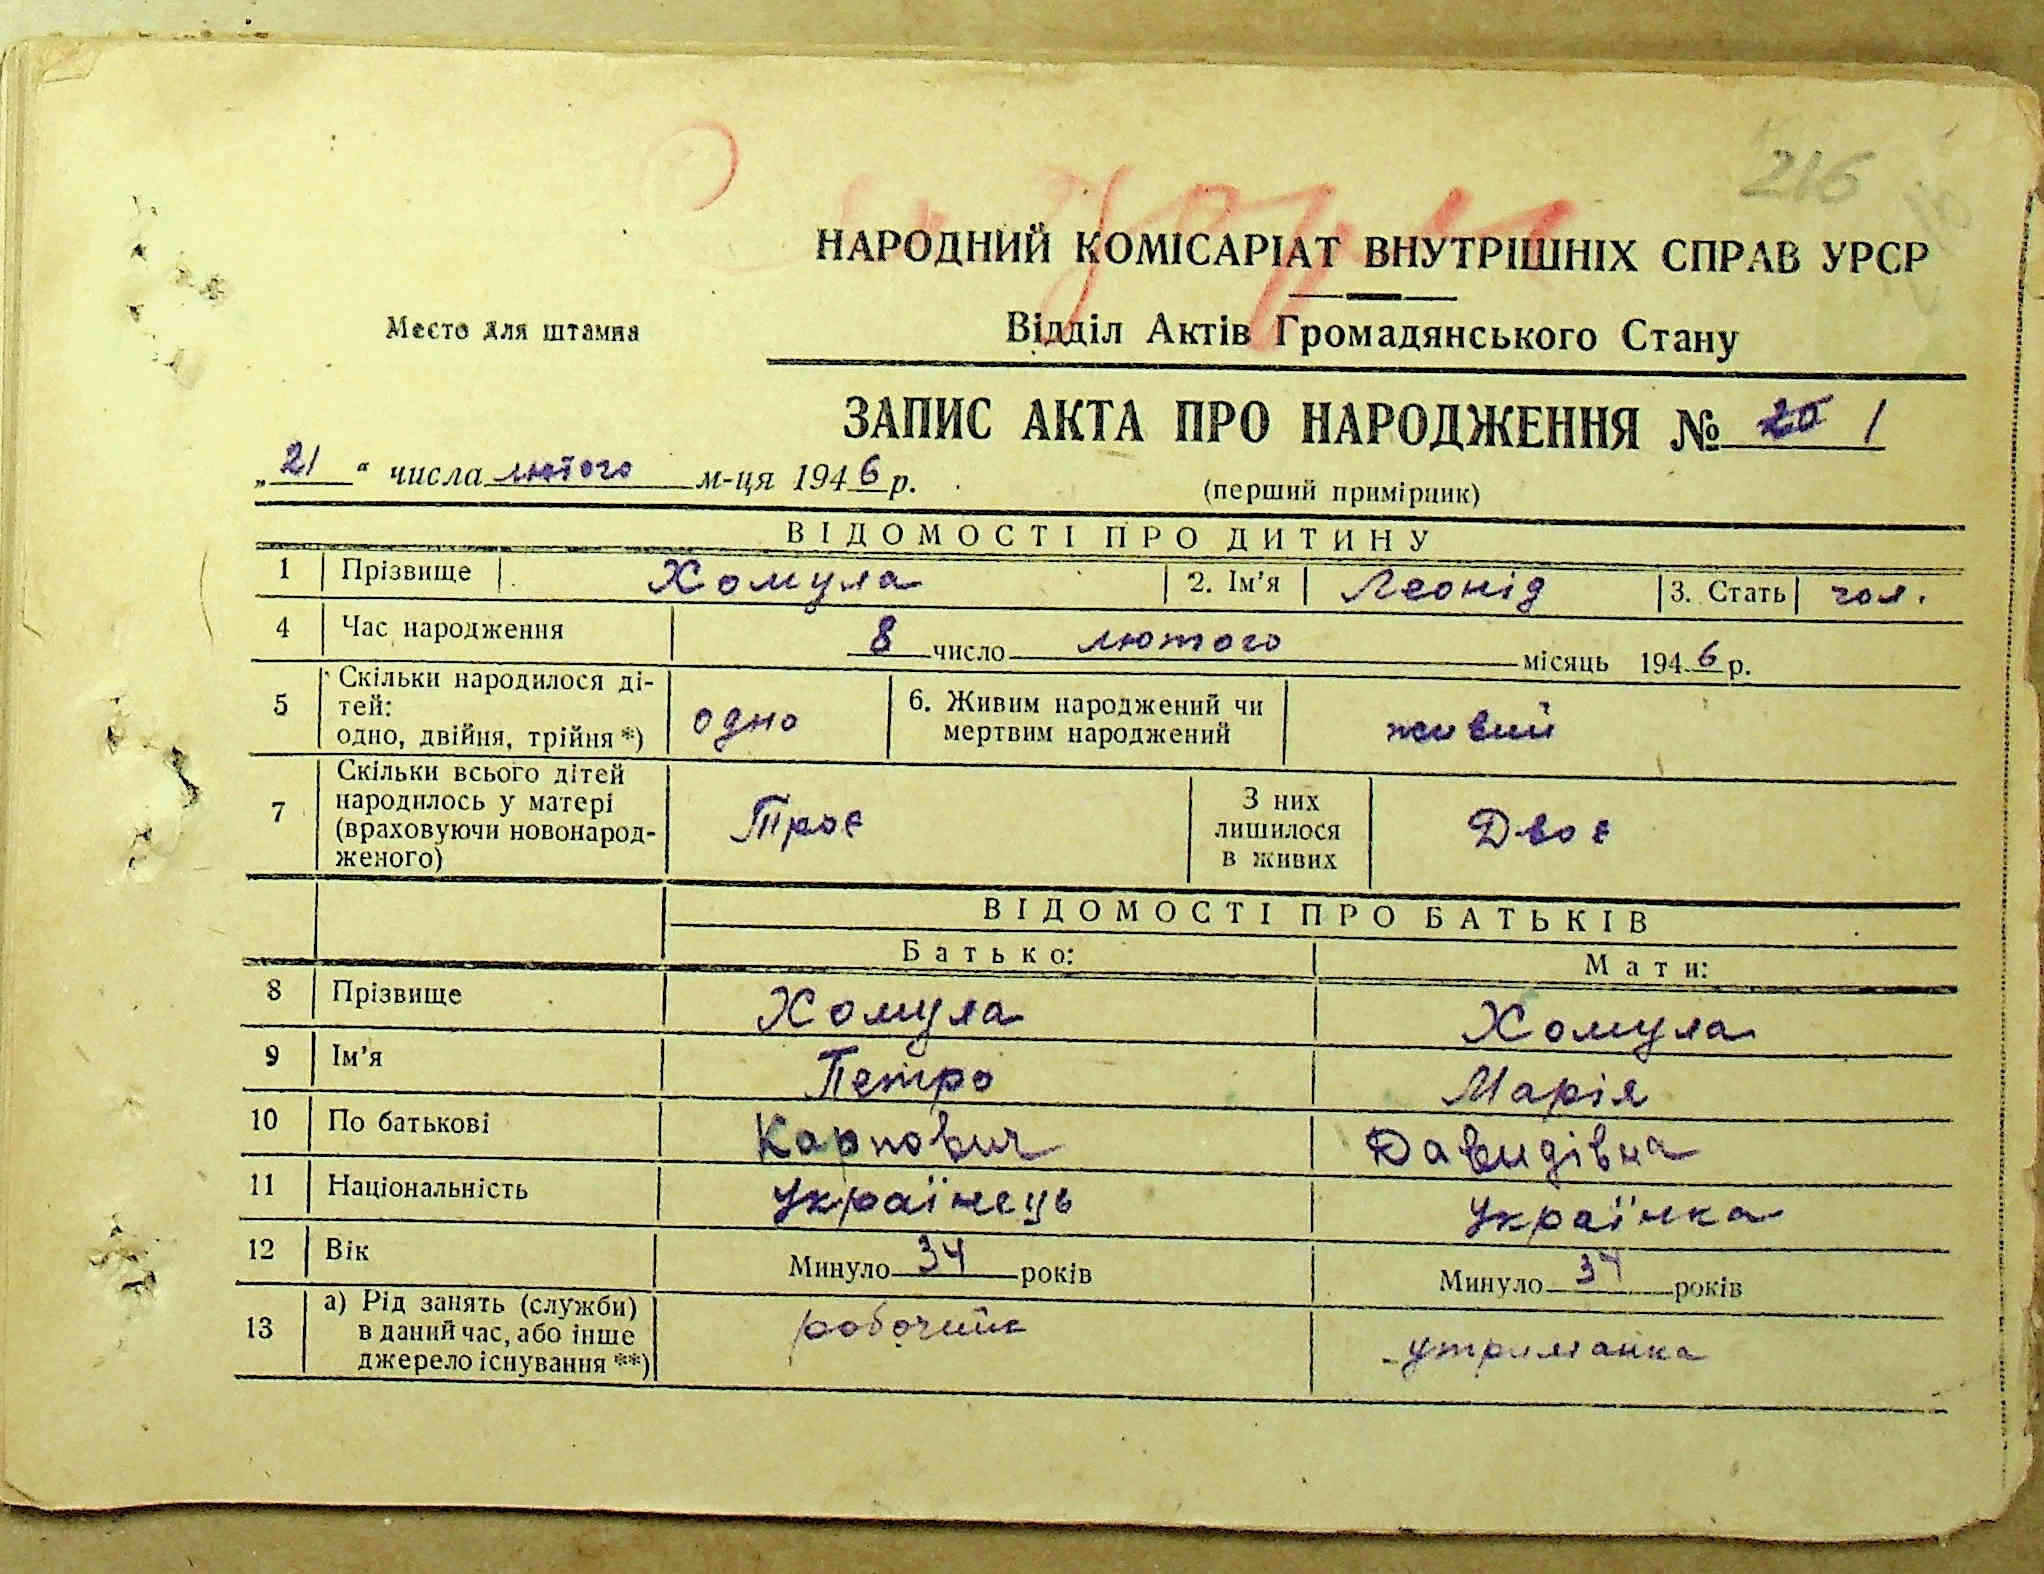 216
НАРОДНИЙ КОМІСАРІАТ ВНУТРІШНІХ СПРАВ УРСР
Место для штампа
Відділ Актів Громадянського Стану
ЗАПИС АКТА ПРО НАРОДЖЕННЯ № 1
„21“ числа лютого м-ця 1946 р.
(перший примірник)
ВІДОМОСТІ ПРО ДИТИНУ
1 Прізвище Хомула 2. Ім'я Леонід 3. Стать чол.
4 Час народження 8 число лютого місяць 1946 р.
5 Скільки народилося ді-
тей:
одно, двійня, трійня *) одно 6. Живим народжений чи
мертвим народжений живий
7 Скільки всього дітей
народилось у матері
(враховуючи новонарод-
женого) Троє З них
лишилося
в живих Двоє
ВІДОМОСТІ ПРО БАТЬКІВ
Батько: Мати:
8 Прізвище Хомула Хомула
9 Ім'я Петро Марія
10 По батькові Карпович Давидівна
11 Національність Українець Українка
12 Вік Минуло 34 років Минуло 34 років
13 а) Рід занять (служби)
в даний час, або інше
джерело існування **) робочий утриманка